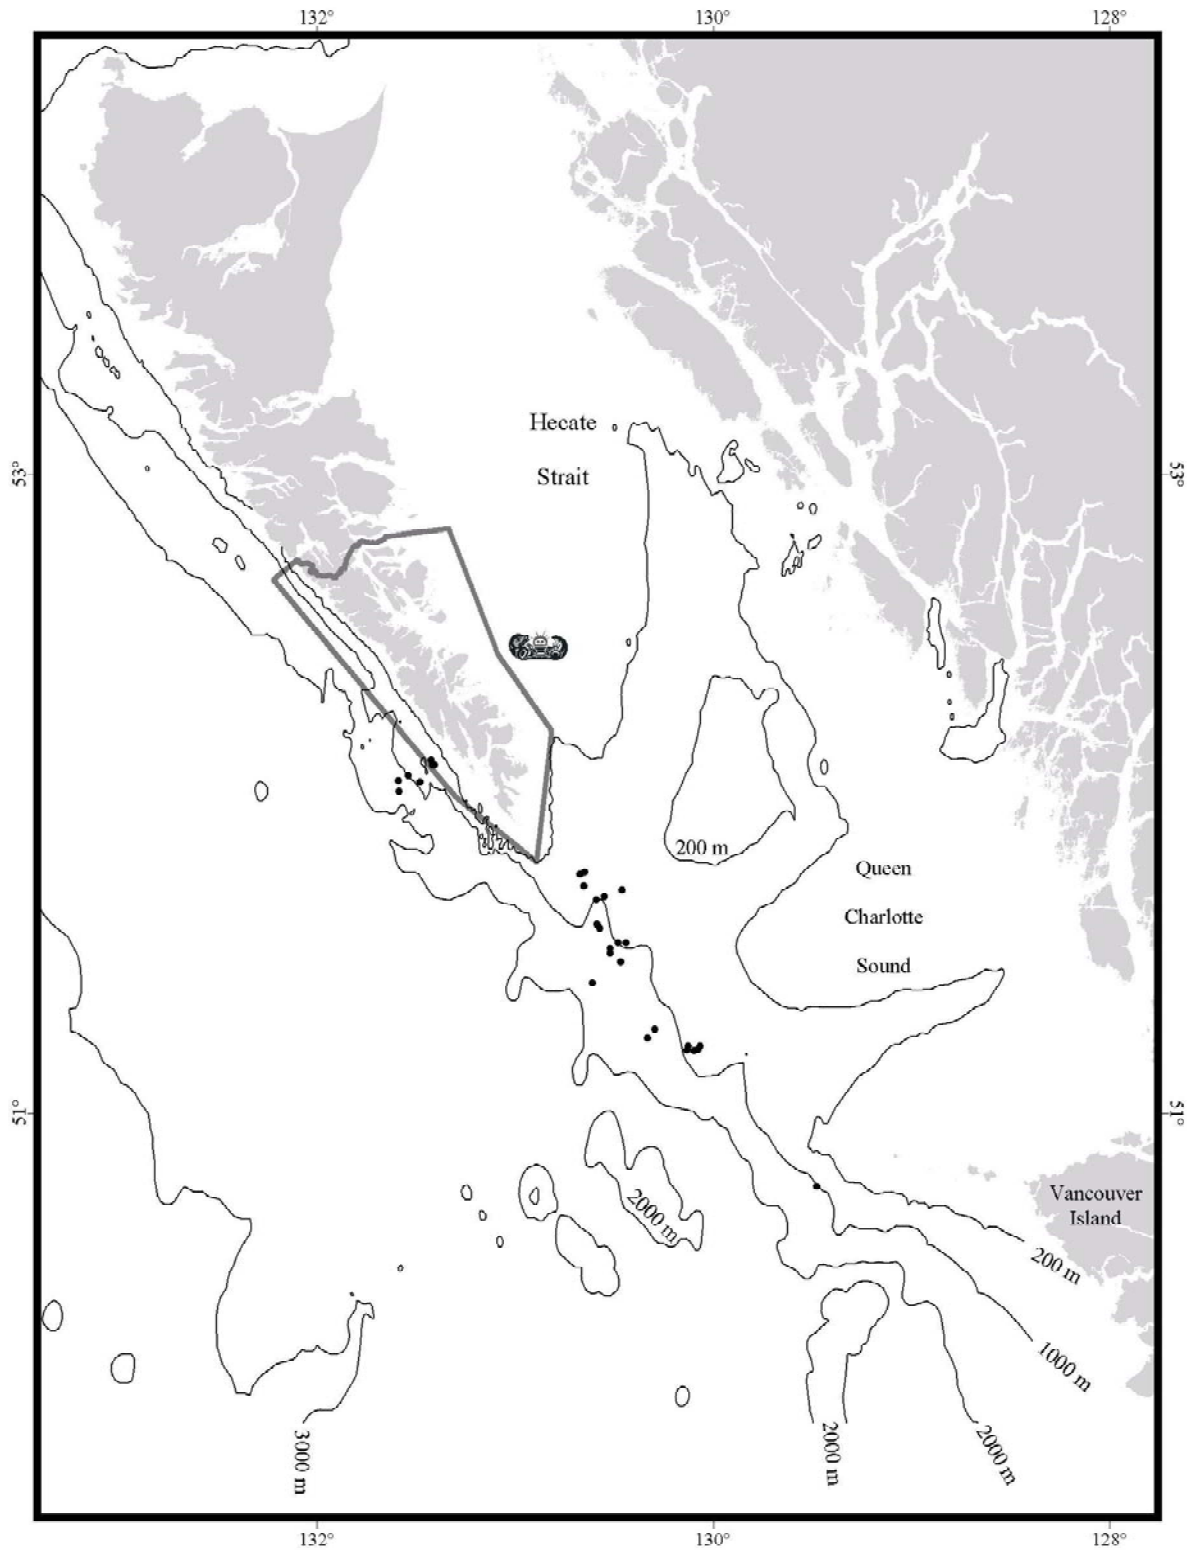 132°
130°
128°
Hecate
Strait
53°
53°
200 m
Queen
Charlotte
Sound
51°
51°
Vancouver
Island
2000 m
200 m
1000 m
3000 m
2000 m
2000 m
132°
130°
128°